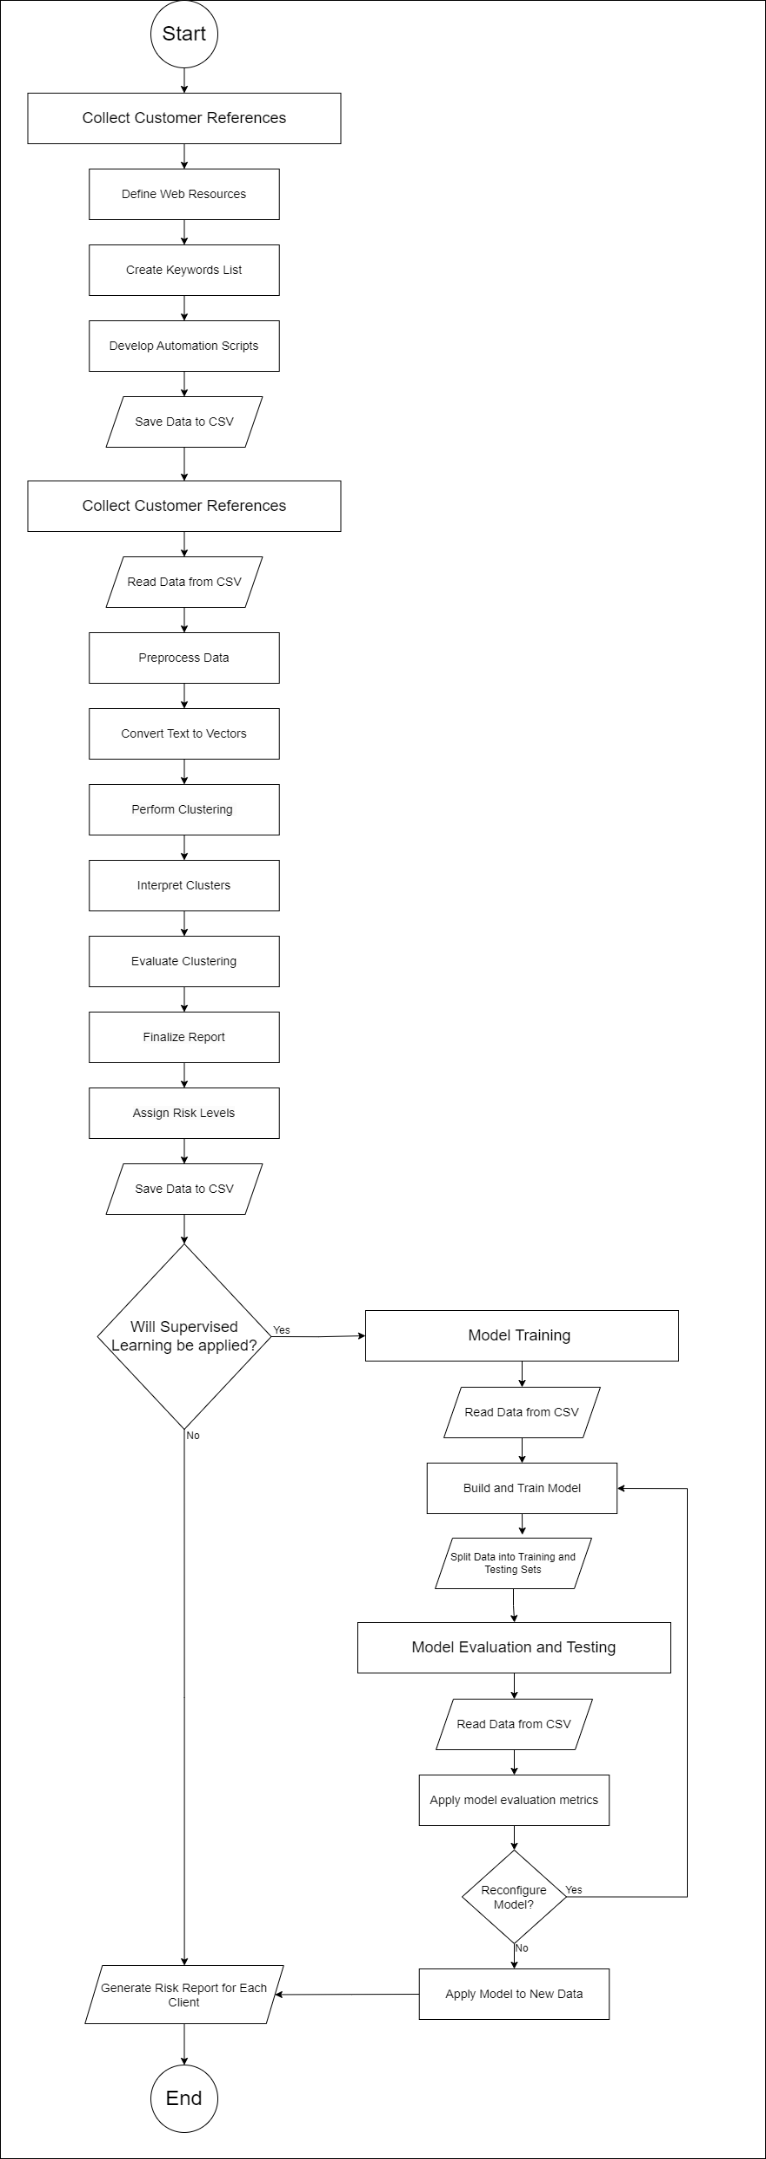 Start
Collect Customer References
Define Web Resources
Create Keywords List
Develop Automation Scripts
Save Data to CSV
Collect Customer References
Read Data from CSV
Preprocess Data
Convert Text to Vectors
Perform Clustering
Interpret Clusters
Evaluate Clustering
Finalize Report
Assign Risk Levels
Save Data to CSV
Will Supervised
Learning be applied?
Yes
No
Model Training
Read Data from CSV
Build and Train Model
Split Data into Training and
Testing Sets
Model Evaluation and Testing
Read Data from CSV
Apply model evaluation metrics
Reconfigure
Model?
Yes
No
Apply Model to New Data
Generate Risk Report for Each
Client
End